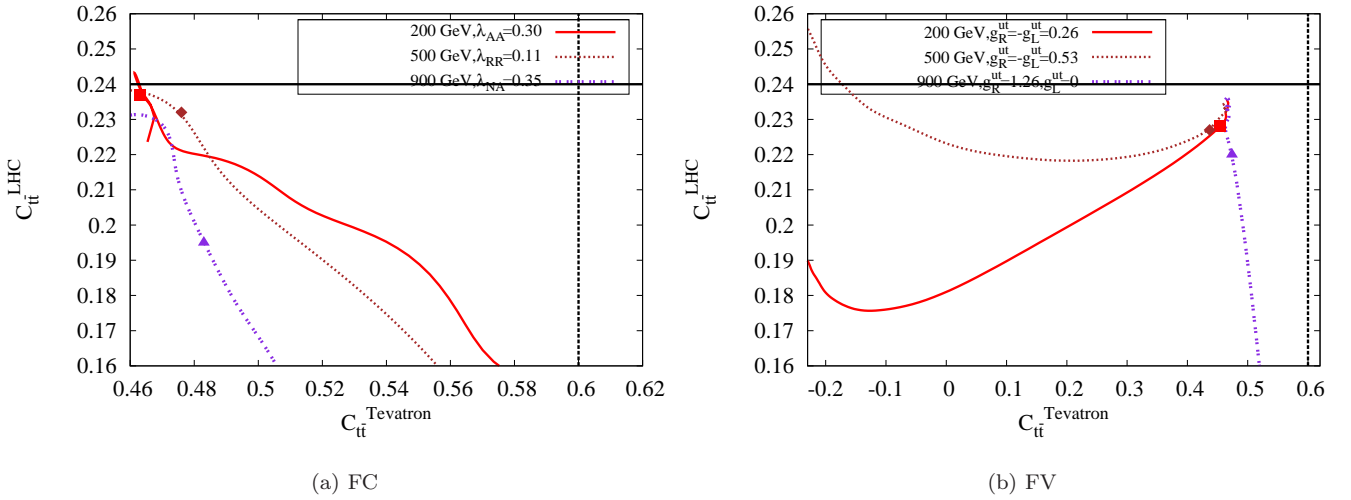 0.26
0.25
0.24
0.23
0.22
0.21
0.2
0.19
0.18
0.17
0.16
C_{tt̄}^{LHC}
200 GeV,λ_{AA}=0.30
500 GeV,λ_{RR}=0.11
900 GeV,λ_{NA}=0.35
0.46 0.48 0.5 0.52 0.54 0.56 0.58 0.6 0.62
C_{tt̄}^{Tevatron}
(a) FC
0.26
0.25
0.24
0.23
0.22
0.21
0.2
0.19
0.18
0.17
0.16
C_{tt̄}^{LHC}
200 GeV,g_R^{ut}=-g_L^{ut}=0.26
500 GeV,g_R^{ut}=-g_L^{ut}=0.53
900 GeV,g_R^{ut}=1.26,g_L^{ut}=0
-0.2 -0.1 0 0.1 0.2 0.3 0.4 0.5 0.6
C_{tt̄}^{Tevatron}
(b) FV